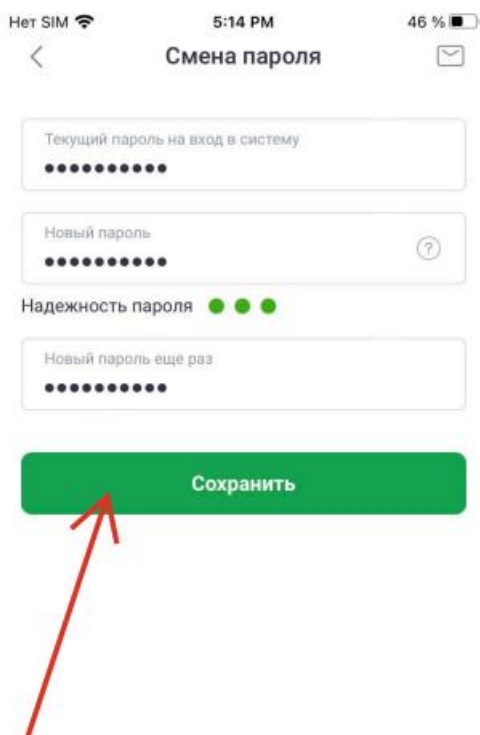 Нет SIM 5:14 PM 46 %
Смена пароля
Текущий пароль на вход в систему
••••••••••
Новый пароль
••••••••••
?
Надежность пароля
Новый пароль еще раз
••••••••••
Сохранить